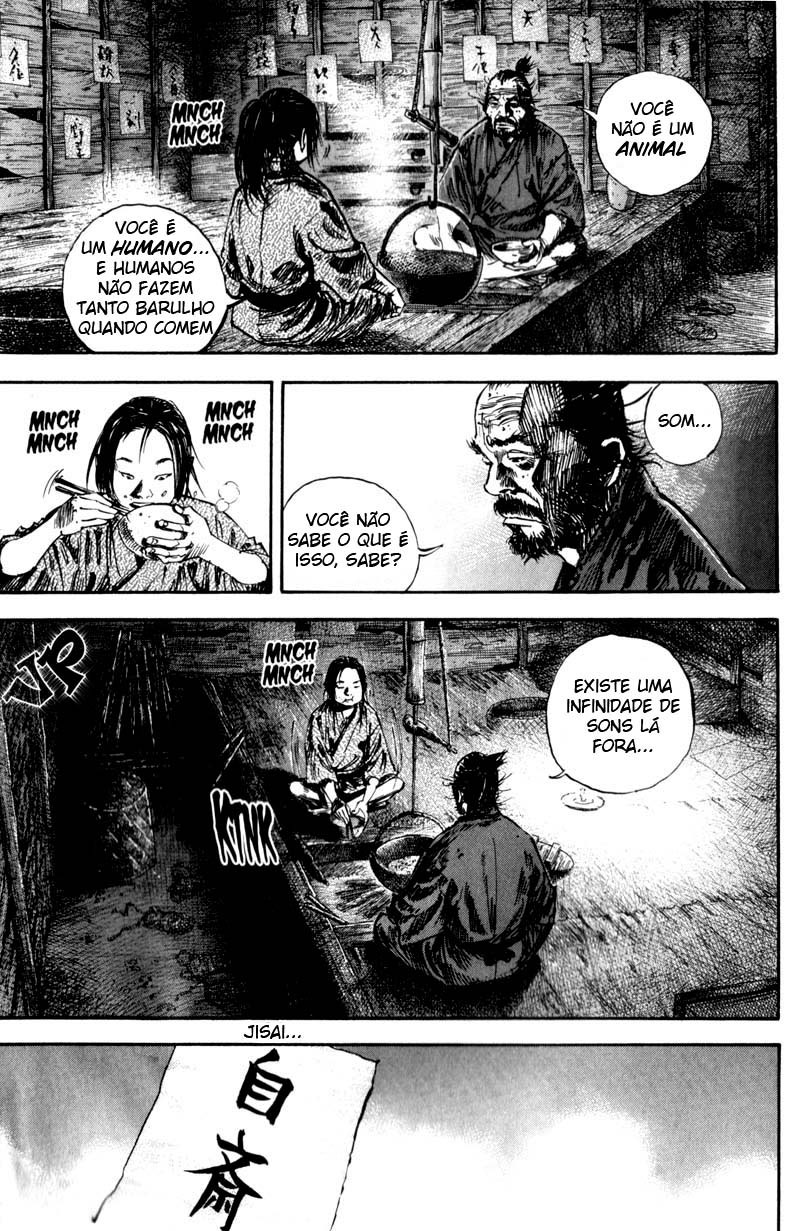 VOCÊ
NÃO É UM
ANIMAL
MNCH
MNCH
VOCÊ É
UM HUMANO...
E HUMANOS
NÃO FAZEM
TANTO BARULHO
QUANDO COMEM
MNCH
MNCH
MNCH
MNCH
SOM...
VOCÊ NÃO
SABE O QUE É
ISSO, SABE?
MNCH
MNCH
EXISTE UMA
INFINIDADE DE
SONS LÁ
FORA...
KTNK
JISAI...
自斎